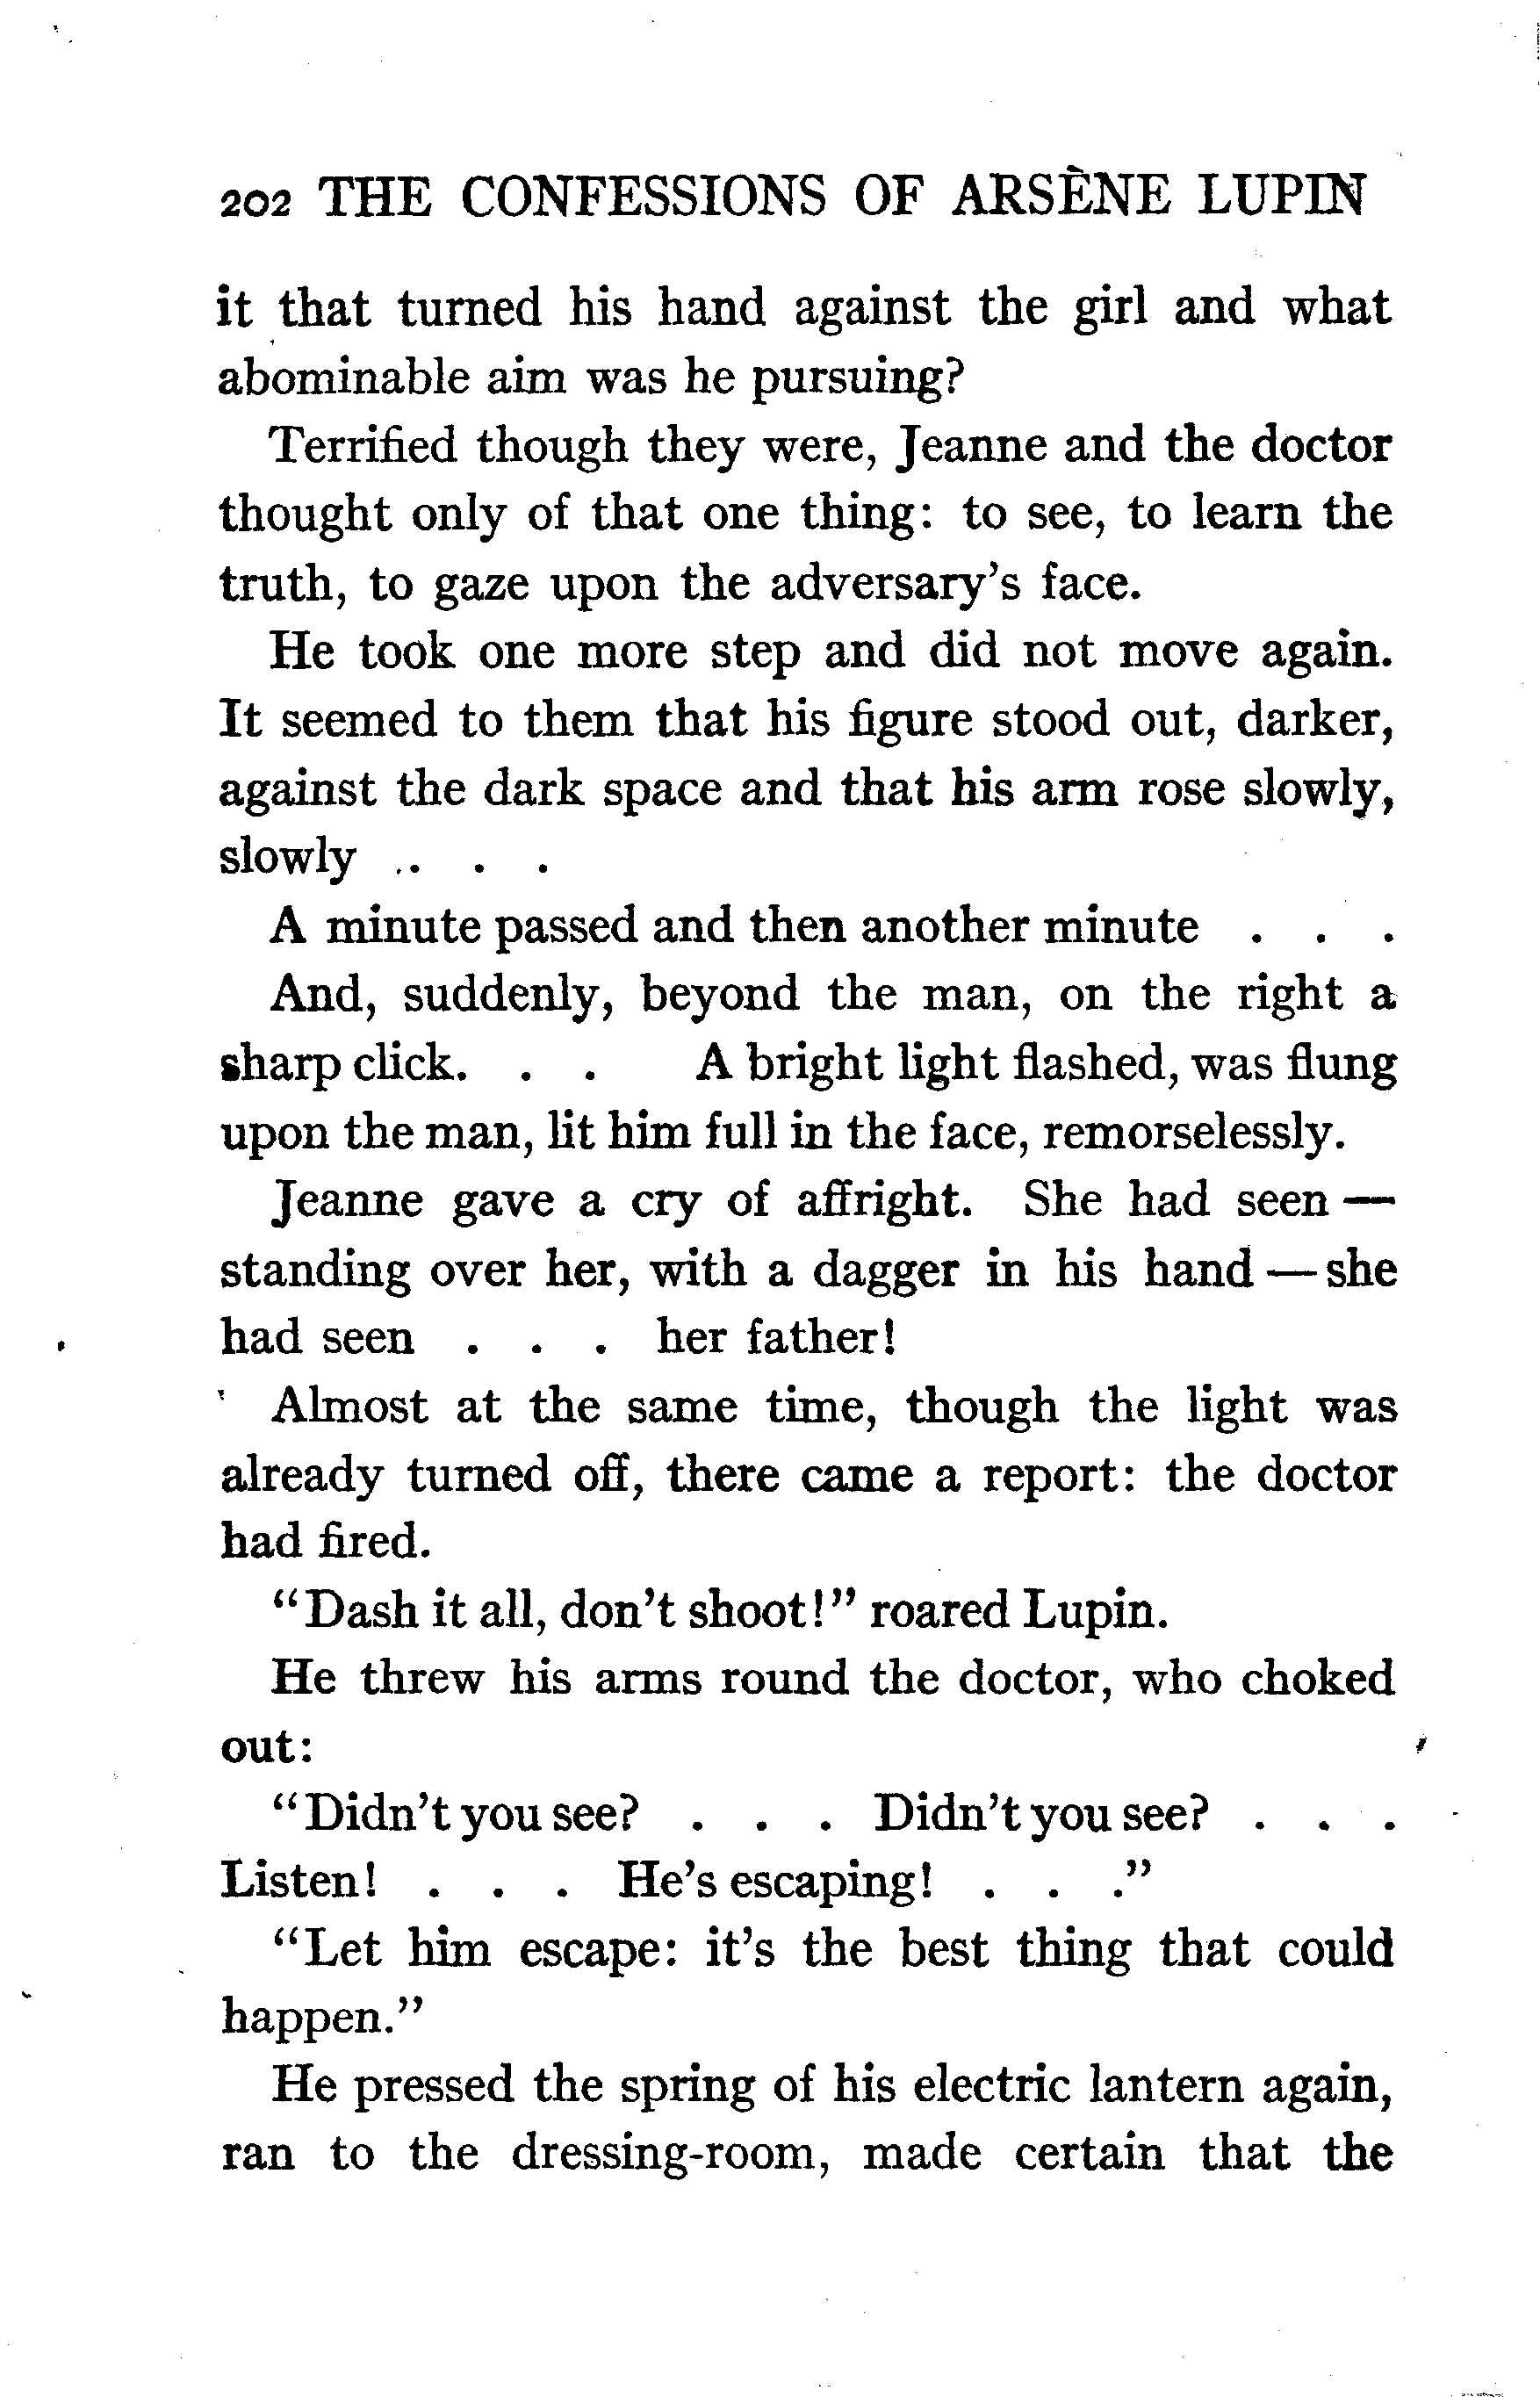 202 THE CONFESSIONS OF ARSÈNE LUPIN
it that turned his hand against the girl and what
abominable aim was he pursuing?
Terrified though they were, Jeanne and the doctor
thought only of that one thing: to see, to learn the
truth, to gaze upon the adversary's face.
He took one more step and did not move again.
It seemed to them that his figure stood out, darker,
against the dark space and that his arm rose slowly,
slowly . . .
A minute passed and then another minute . . .
And, suddenly, beyond the man, on the right a
sharp click. . . A bright light flashed, was flung
upon the man, lit him full in the face, remorselessly.
Jeanne gave a cry of affright. She had seen —
standing over her, with a dagger in his hand — she
had seen . . . her father!
Almost at the same time, though the light was
already turned off, there came a report: the doctor
had fired.
"Dash it all, don't shoot!" roared Lupin.
He threw his arms round the doctor, who choked
out:
"Didn't you see? . . . Didn't you see? . . .
Listen! . . . He's escaping! . . ."
"Let him escape: it's the best thing that could
happen."
He pressed the spring of his electric lantern again,
ran to the dressing-room, made certain that the